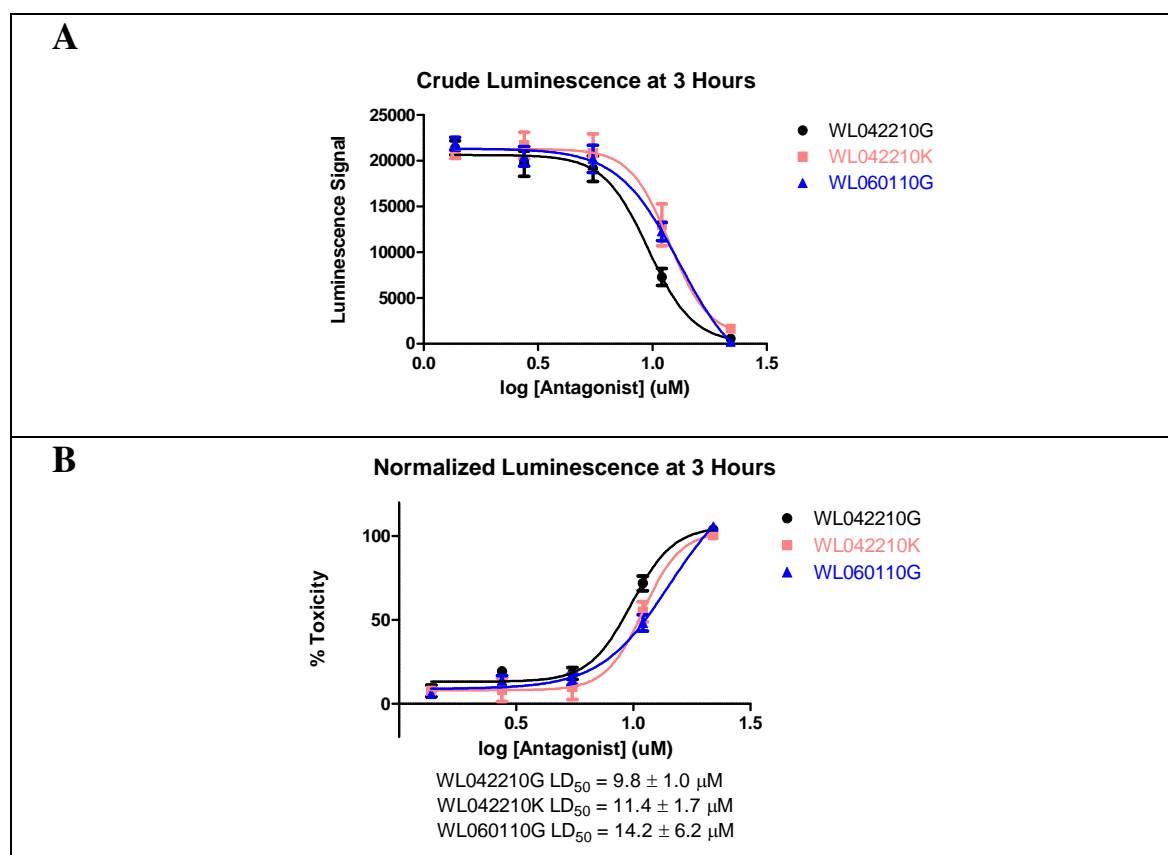 A
Crude Luminescence at 3 Hours
25000
20000
15000
10000
5000
0
Luminescence Signal
0.0 0.5 1.0 1.5
log [Antagonist] (uM)
WL042210G
WL042210K
WL060110G
B
Normalized Luminescence at 3 Hours
100
50
0
% Toxicity
0.5 1.0 1.5
log [Antagonist] (uM)
WL042210G
WL042210K
WL060110G
WL042210G LD50 = 9.8 ± 1.0 μM
WL042210K LD50 = 11.4 ± 1.7 μM
WL060110G LD50 = 14.2 ± 6.2 μM